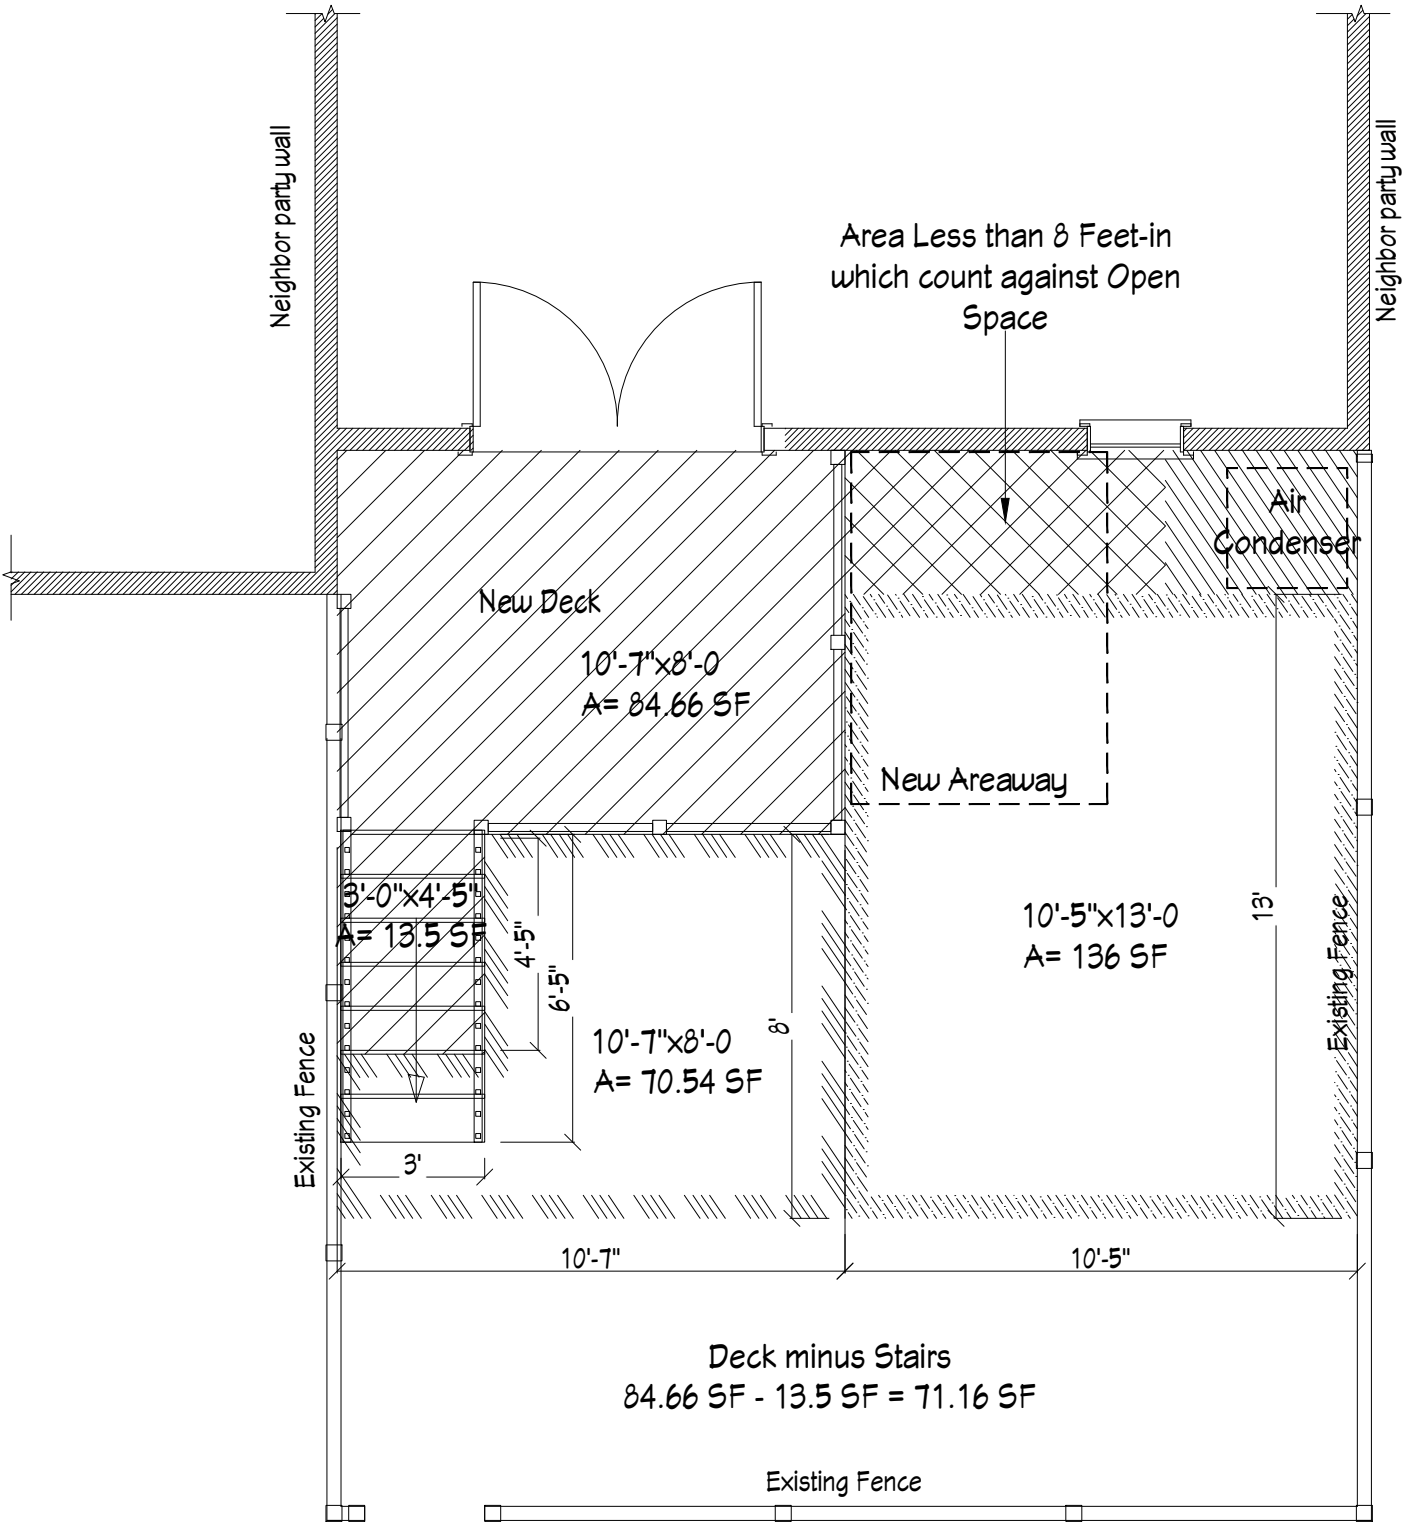 Neighbor party wall
Neighbor party wall
Area Less than 8 Feet-in
which count against Open
Space
Air
Condenser
New Deck
10'-7"x8'-0
A= 84.66 SF
New Areaway
3'-0"x4'-5"
A= 13.5 SF
4'-5"
6'-5"
8'
13'
10'-5"x13'-0
A= 136 SF
Existing Fence
10'-7"x8'-0
A= 70.54 SF
Existing Fence
3'
10'-7"
10'-5"
Deck minus Stairs
84.66 SF - 13.5 SF = 71.16 SF
Existing Fence